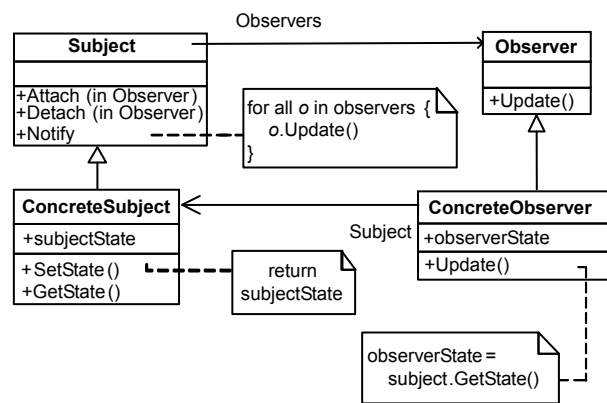 Observers
Subject
Observer
+Attach (in Observer)
+Detach (in Observer)
+Notify
for all o in observers {
o.Update()
}
+Update()
ConcreteSubject
+subjectState
+SetState()
+GetState()
Subject
ConcreteObserver
+observerState
+Update()
return
subjectState
observerState =
subject.GetState()